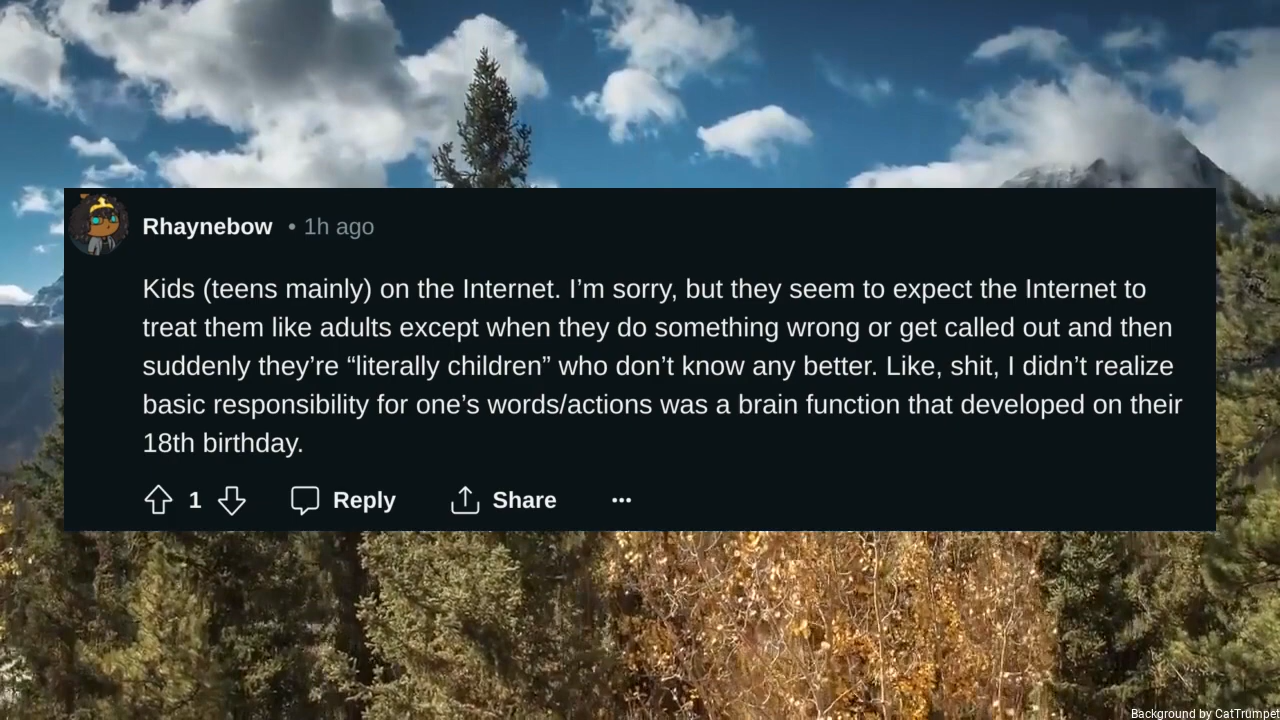 Rhaynebow • 1h ago
Kids (teens mainly) on the Internet. I’m sorry, but they seem to expect the Internet to
treat them like adults except when they do something wrong or get called out and then
suddenly they’re “literally children” who don’t know any better. Like, shit, I didn’t realize
basic responsibility for one’s words/actions was a brain function that developed on their
18th birthday.
1 Reply Share
Background by CatTrumpet